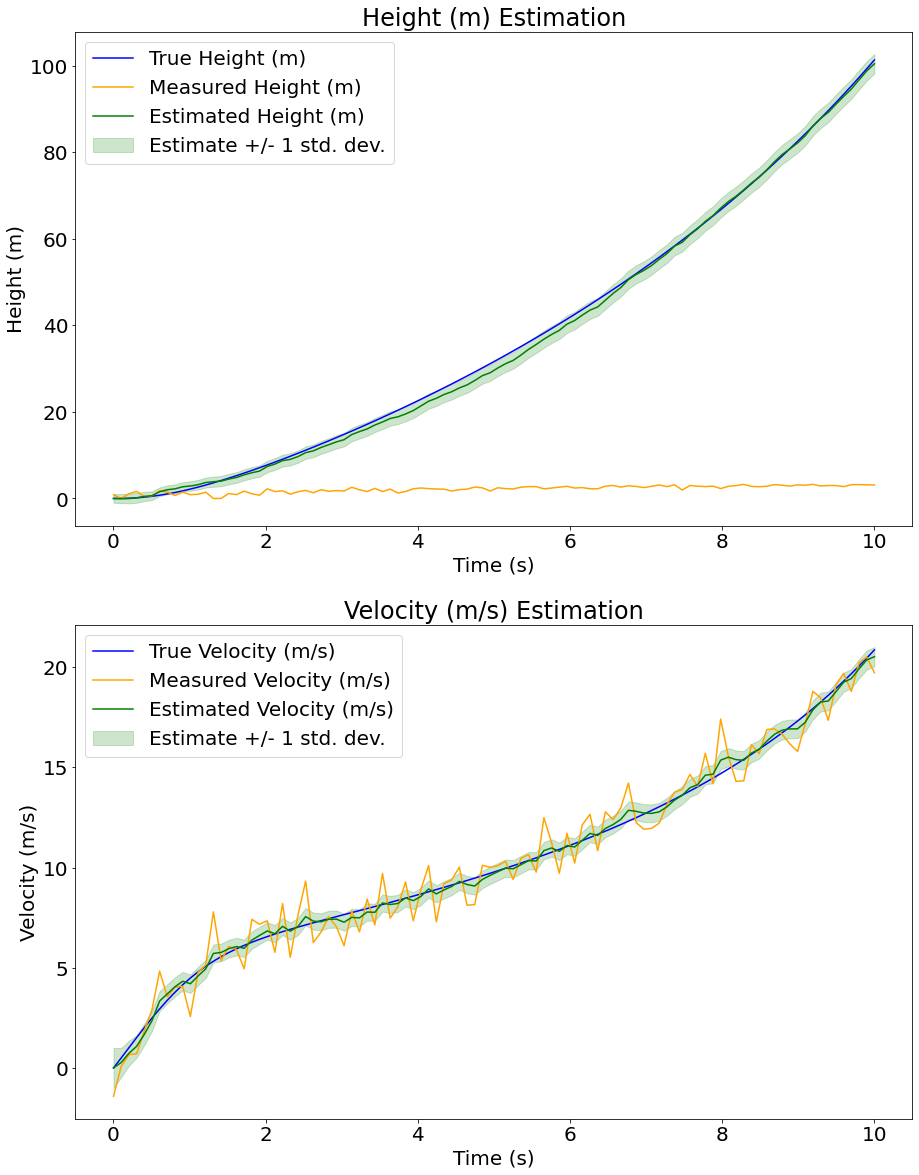 Height (m) Estimation
True Height (m)
Measured Height (m)
Estimated Height (m)
Estimate +/- 1 std. dev.
Height (m)
100
80
60
40
20
0
0 2 4 6 8 10
Time (s)
Velocity (m/s) Estimation
True Velocity (m/s)
Measured Velocity (m/s)
Estimated Velocity (m/s)
Estimate +/- 1 std. dev.
Velocity (m/s)
20
15
10
5
0
0 2 4 6 8 10
Time (s)